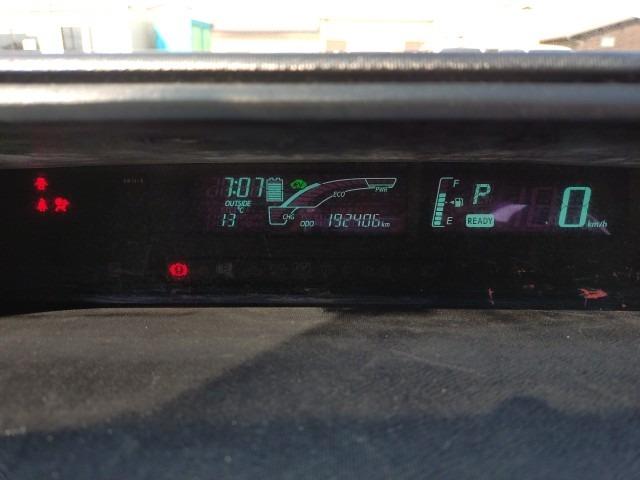 7:07
OUTSIDE
°C
13
ECO
PWR
CHG
ODO 192406 km
F
E
P
READY
0 km/h